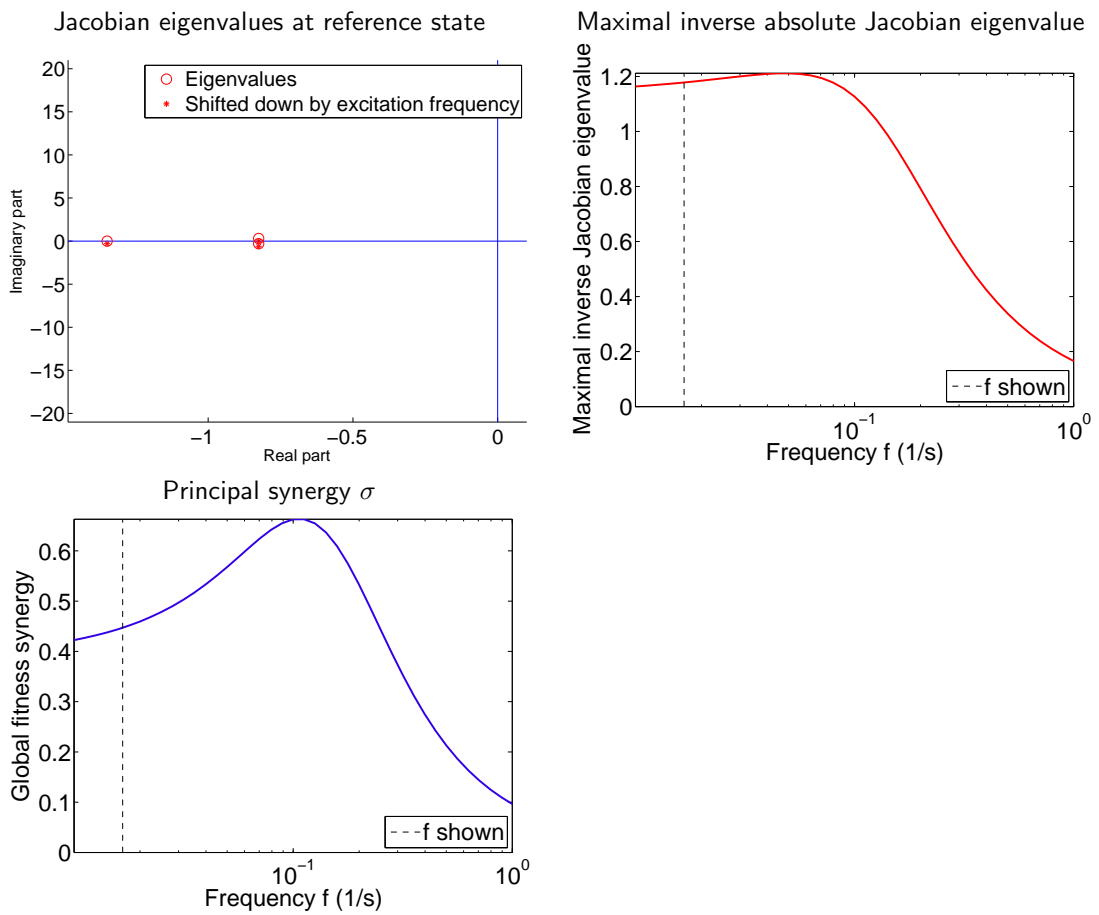 Jacobian eigenvalues at reference state
20
15
10
5
0
−5
−10
−15
−20
Imaginary part
Eigenvalues
Shifted down by excitation frequency
−1
−0.5
0
Real part
Maximal inverse absolute Jacobian eigenvalue
1.2
1
0.8
0.6
0.4
0.2
0
Maximal inverse Jacobian eigenvalue
f shown
10^-1
10^0
Frequency f (1/s)
Principal synergy σ
0.6
0.5
0.4
0.3
0.2
0.1
0
Global fitness synergy
f shown
10^-1
10^0
Frequency f (1/s)